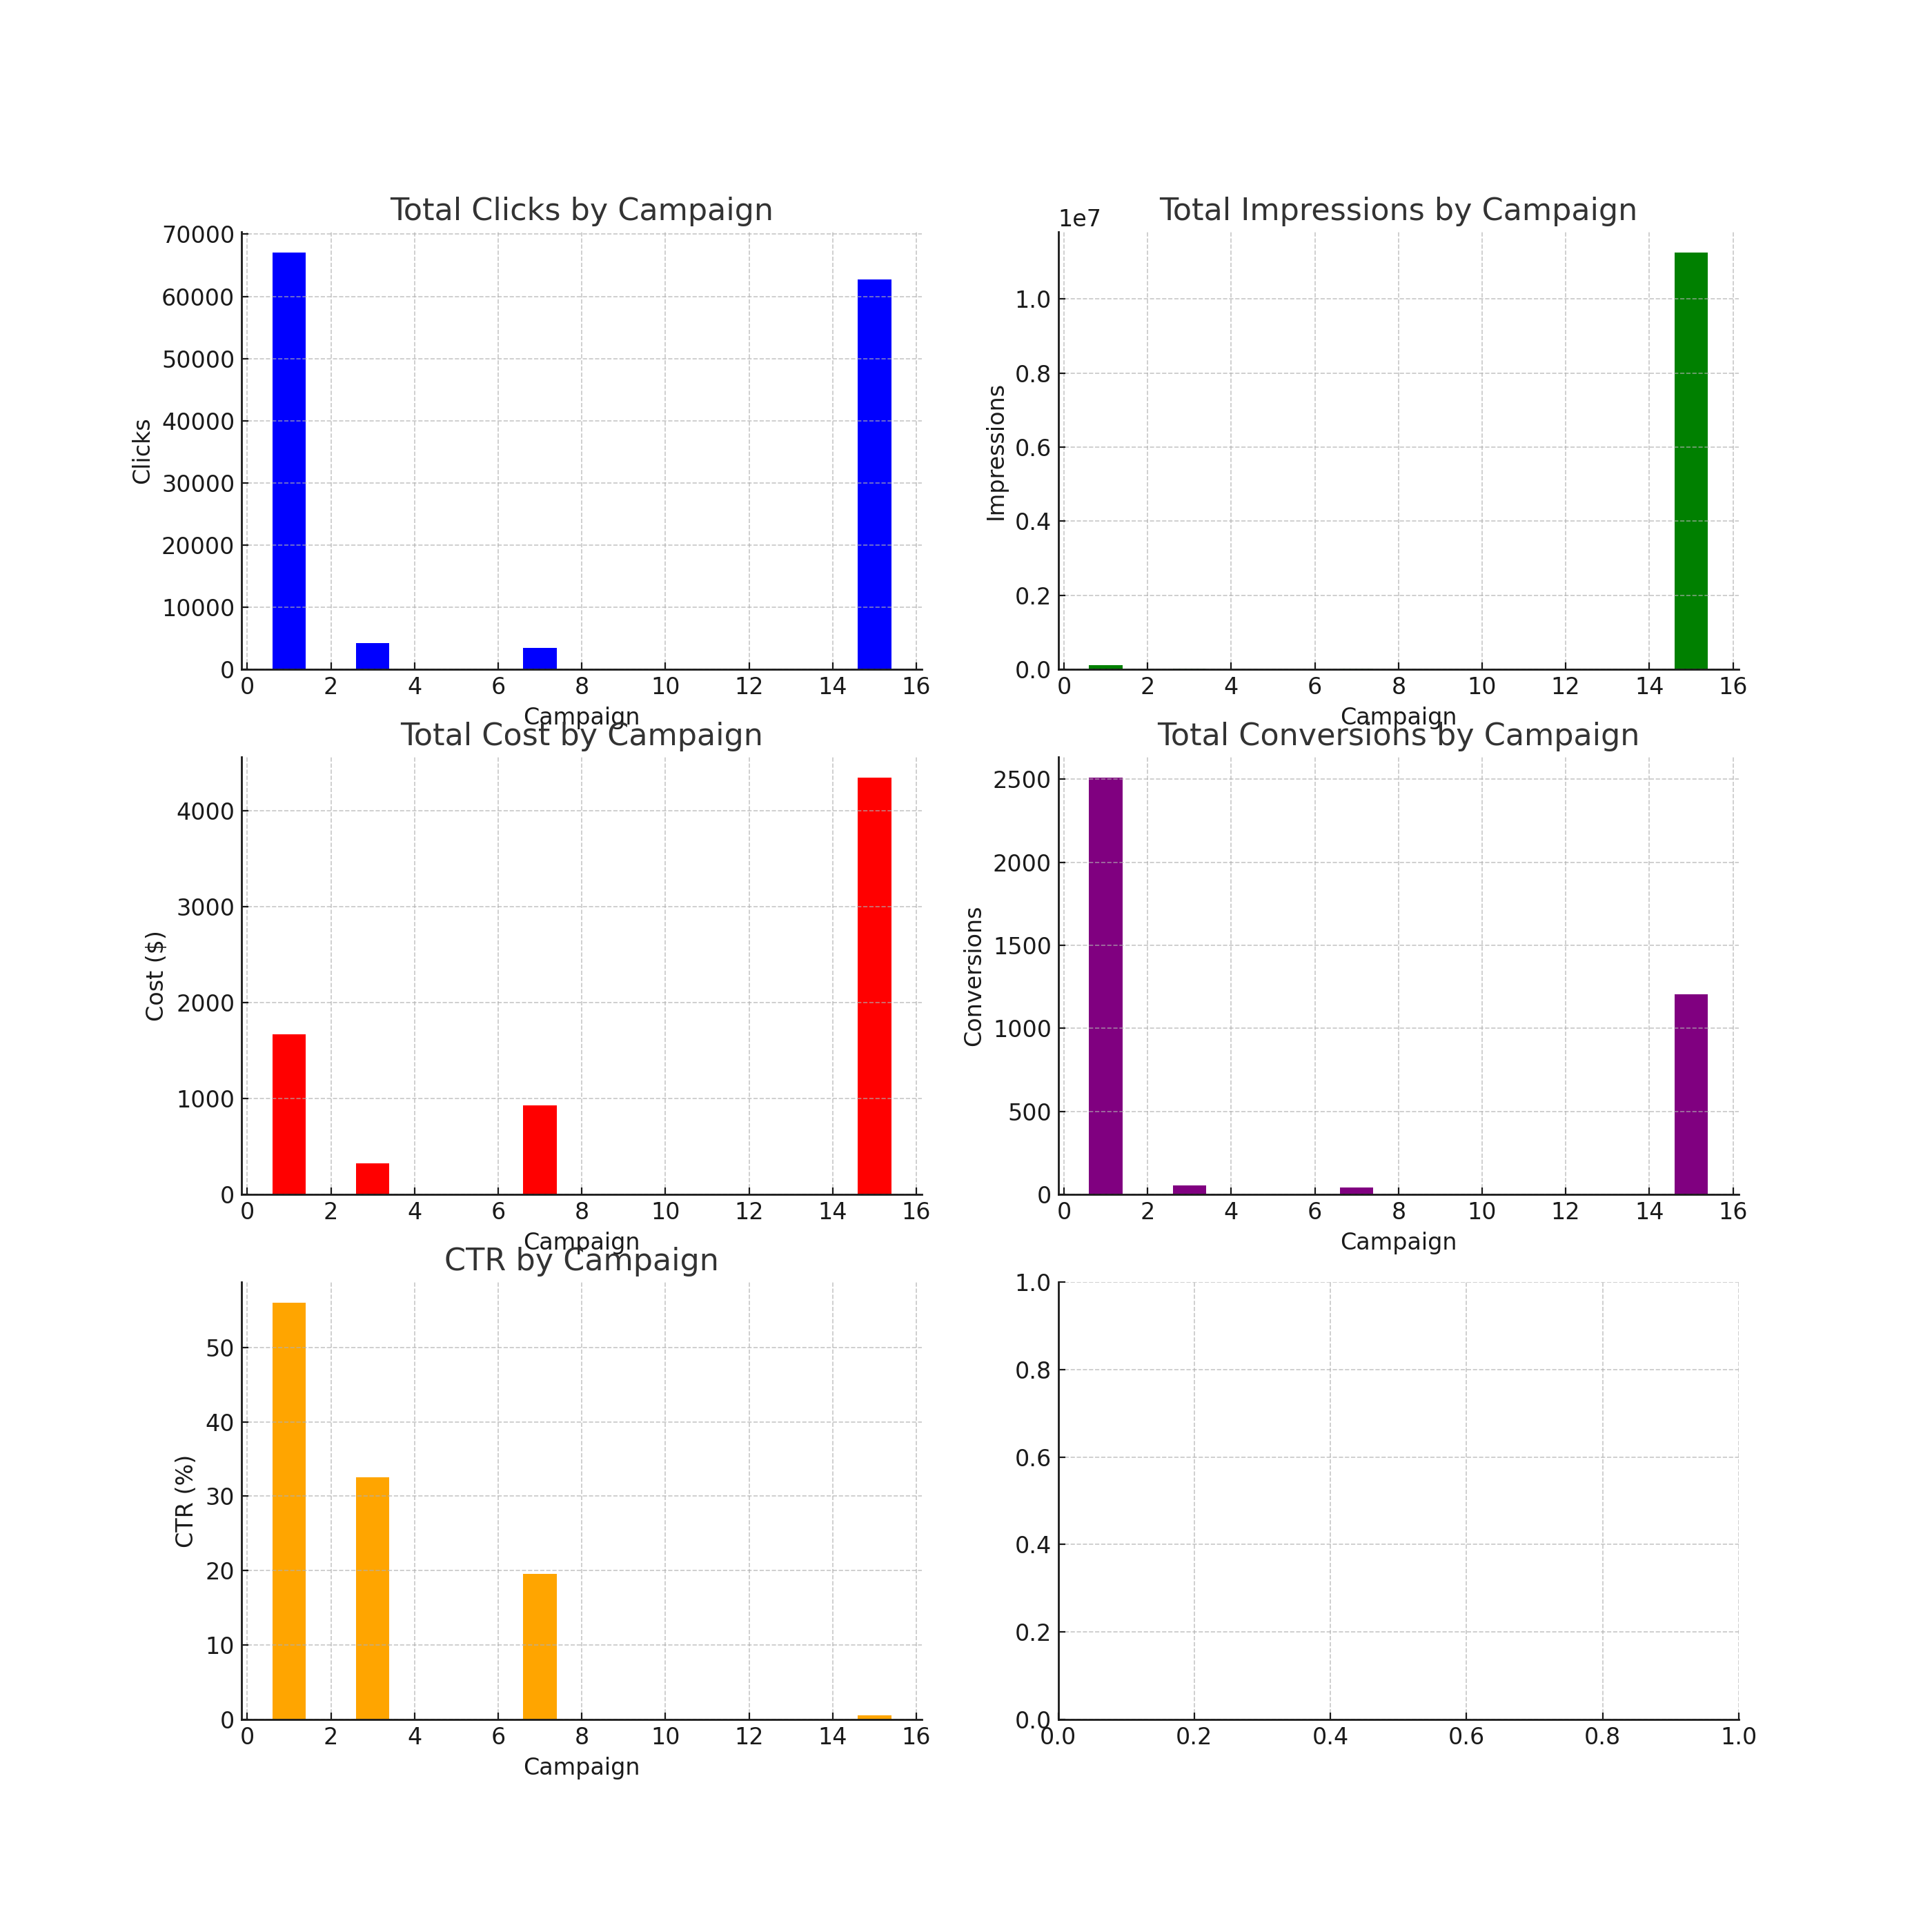 Total Clicks by Campaign
70000
60000
50000
40000
30000
20000
10000
0
Clicks
0 2 4 6 8 10 12 14 16
Campaign
Total Impressions by Campaign
1e7
1.0
0.8
0.6
0.4
0.2
0.0
Impressions
0 2 4 6 8 10 12 14 16
Campaign
Total Cost by Campaign
4000
3000
2000
1000
0
Cost ($)
0 2 4 6 8 10 12 14 16
Campaign
Total Conversions by Campaign
2500
2000
1500
1000
500
0
Conversions
0 2 4 6 8 10 12 14 16
Campaign
CTR by Campaign
50
40
30
20
10
0
CTR (%)
0 2 4 6 8 10 12 14 16
Campaign
1.0
0.8
0.6
0.4
0.2
0.0
0.0 0.2 0.4 0.6 0.8 1.0